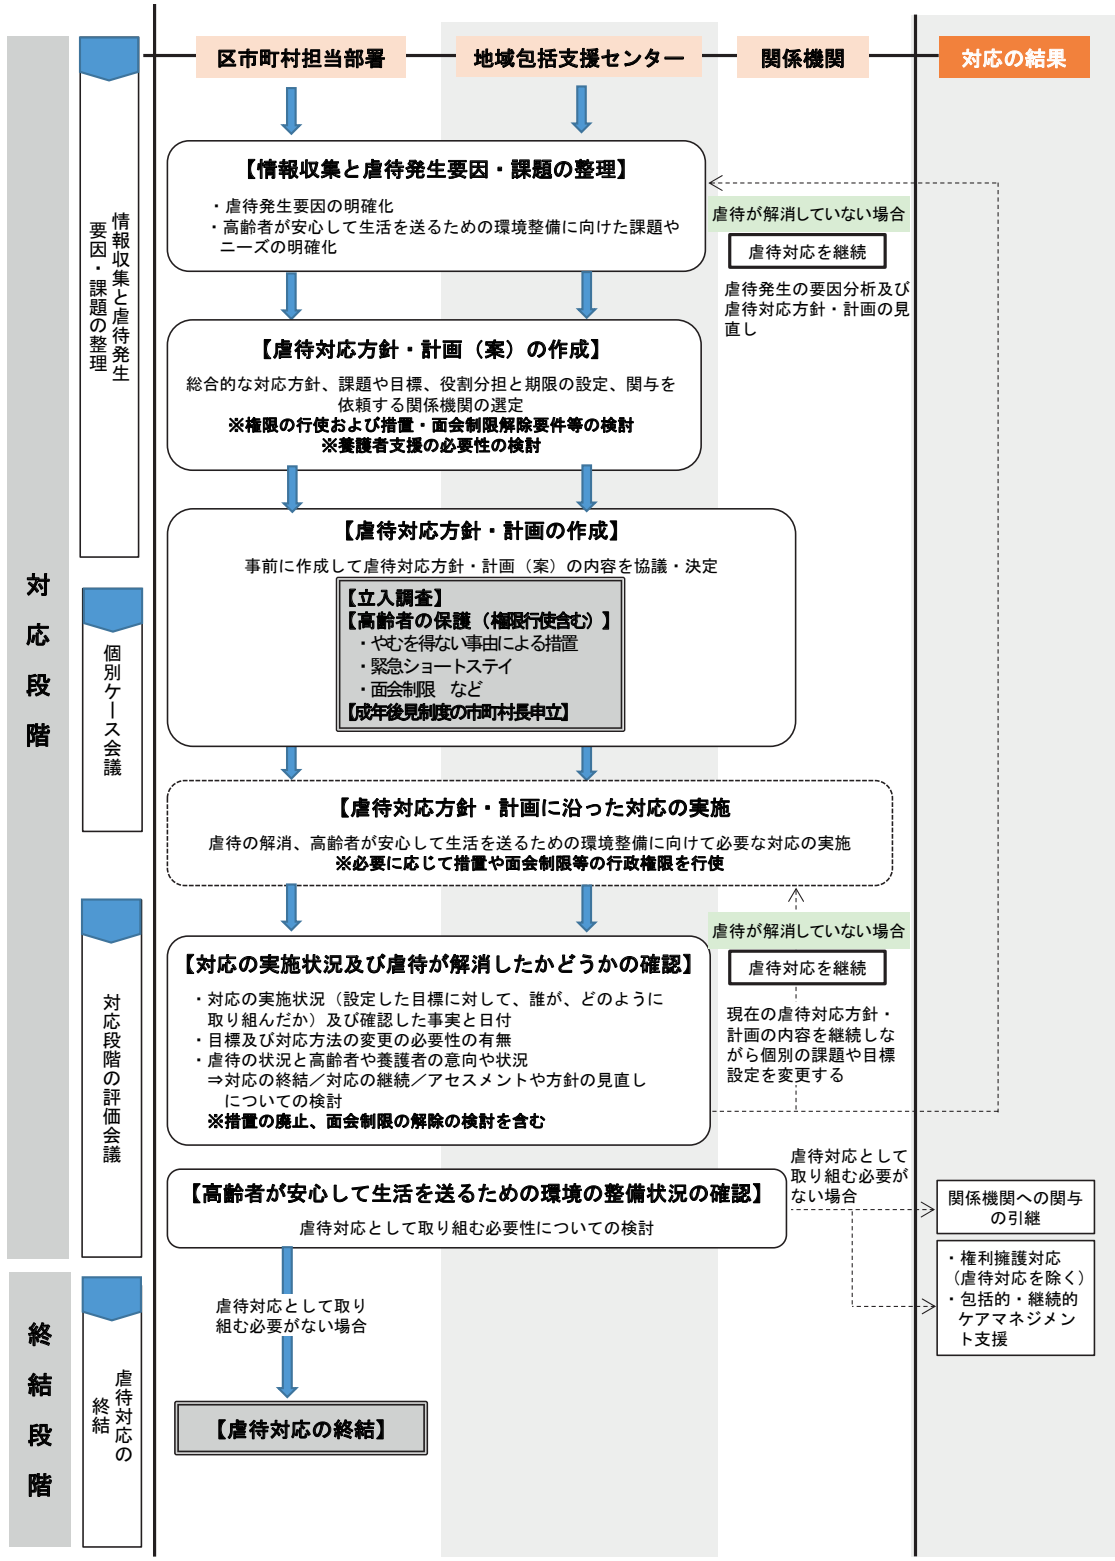 区市町村担当部署
地域包括支援センター
関係機関
対応の結果
対応段階
情報収集と虐待発生
要因・課題の整理
【情報収集と虐待発生要因・課題の整理】
・虐待発生要因の明確化
・高齢者が安心して生活を送るための環境整備に向けた課題や
ニーズの明確化
虐待が解消していない場合
虐待対応を継続
虐待発生の要因分析及び
虐待対応方針・計画の見
直し
【虐待対応方針・計画（案）の作成】
総合的な対応方針、課題や目標、役割分担と期限の設定、関与を
依頼する関係機関の選定
※権限の行使および措置・面会制限解除要件等の検討
※養護者支援の必要性の検討
個別ケース会議
【虐待対応方針・計画の作成】
事前に作成して虐待対応方針・計画（案）の内容を協議・決定
【立入調査】
【高齢者の保護（権限行使含む）】
・やむを得ない事由による措置
・緊急ショートステイ
・面会制限　など
【成年後見制度の市町村長申立】
【虐待対応方針・計画に沿った対応の実施
虐待の解消、高齢者が安心して生活を送るための環境整備に向けて必要な対応の実施
※必要に応じて措置や面会制限等の行政権限を行使
対応段階の評価会議
【対応の実施状況及び虐待が解消したかどうかの確認】
・対応の実施状況（設定した目標に対して、誰が、どのように
取り組んだか）及び確認した事実と日付
・目標及び対応方法の変更の必要性の有無
・虐待の状況と高齢者や養護者の意向や状況
⇒対応の終結／対応の継続／アセスメントや方針の見直し
についての検討
※措置の廃止、面会制限の解除の検討を含む
虐待が解消していない場合
虐待対応を継続
現在の虐待対応方針・
計画の内容を継続しな
がら個別の課題や目標
設定を変更する
【高齢者が安心して生活を送るための環境の整備状況の確認】
虐待対応として取り組む必要性についての検討
虐待対応として
取り組む必要が
ない場合
関係機関への関与
の引継
・権利擁護対応
（虐待対応を除く）
・包括的・継続的
ケアマネジメン
ト支援
終結段階
虐待対応の
終結
虐待対応として取り
組む必要がない場合
【虐待対応の終結】